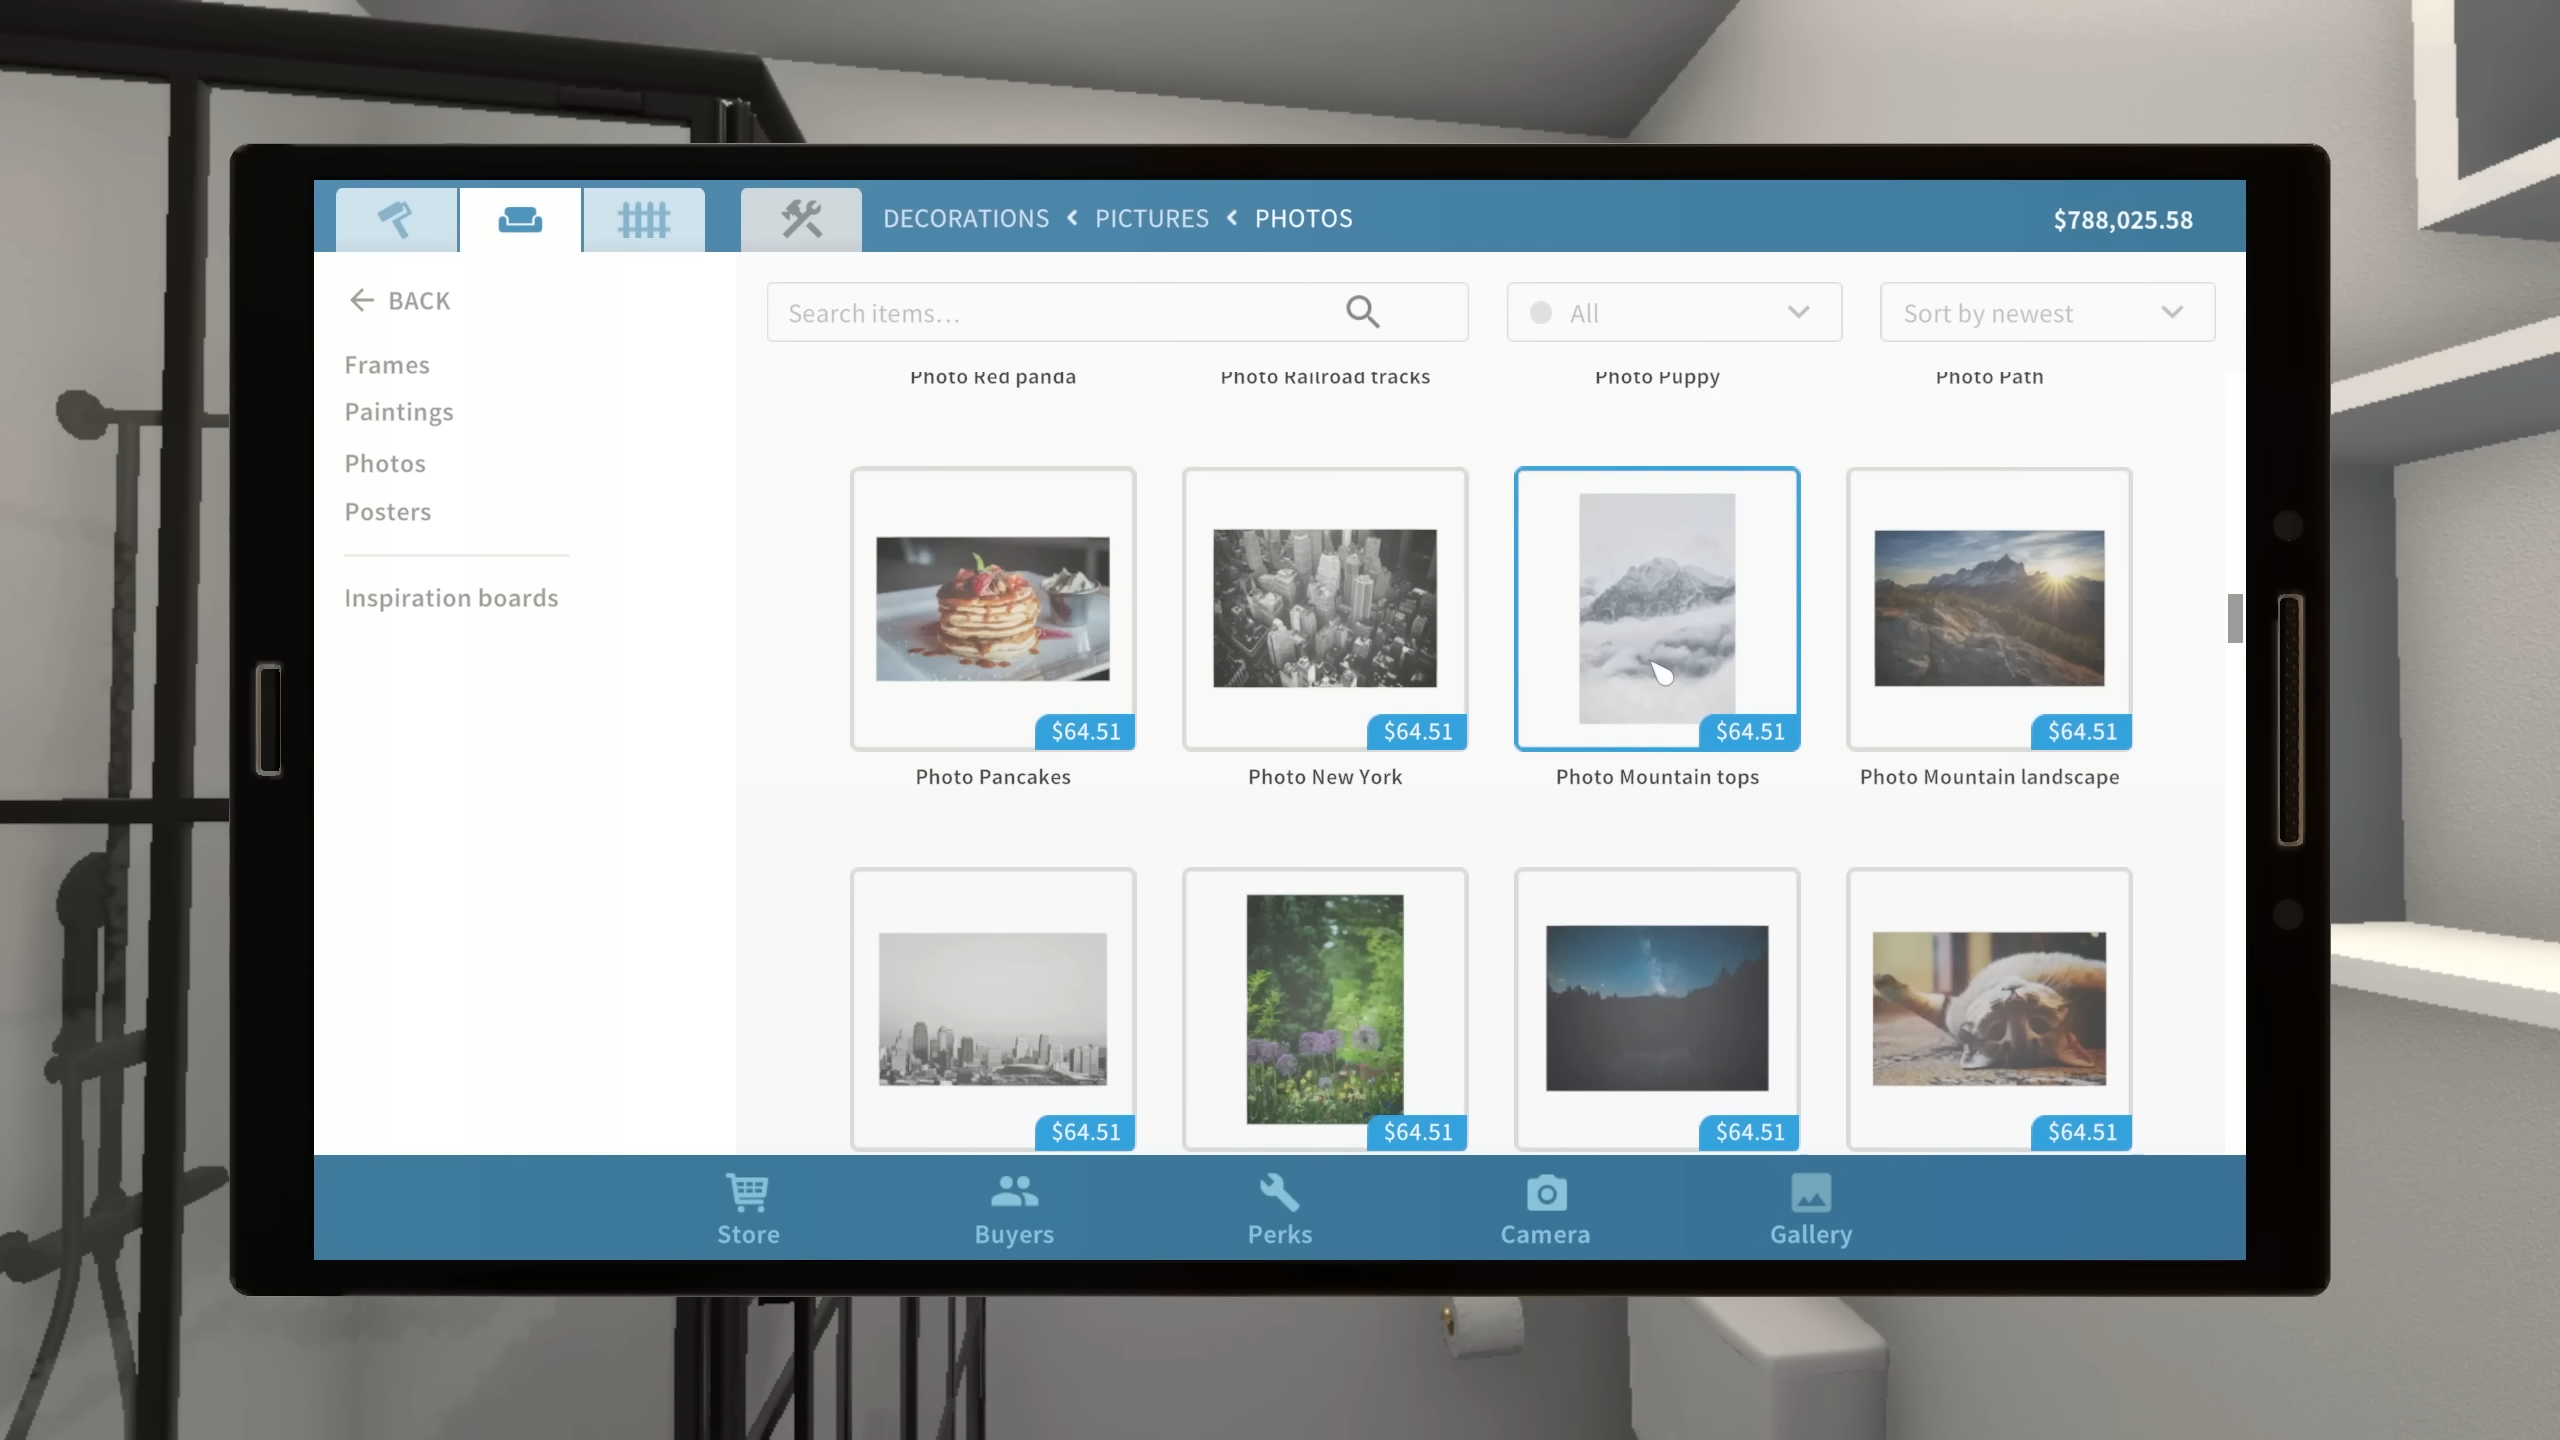 DECORATIONS PICTURES PHOTOS
$788,025.58
BACK
Frames
Paintings
Photos
Posters
Inspiration boards
Search items...
All
Sort by newest
Photo Red panda
Photo Railroad tracks
Photo Puppy
Photo Path
$64.51
$64.51
$64.51
$64.51
Photo Pancakes
Photo New York
Photo Mountain tops
Photo Mountain landscape
$64.51
$64.51
$64.51
$64.51
Store
Buyers
Perks
Camera
Gallery